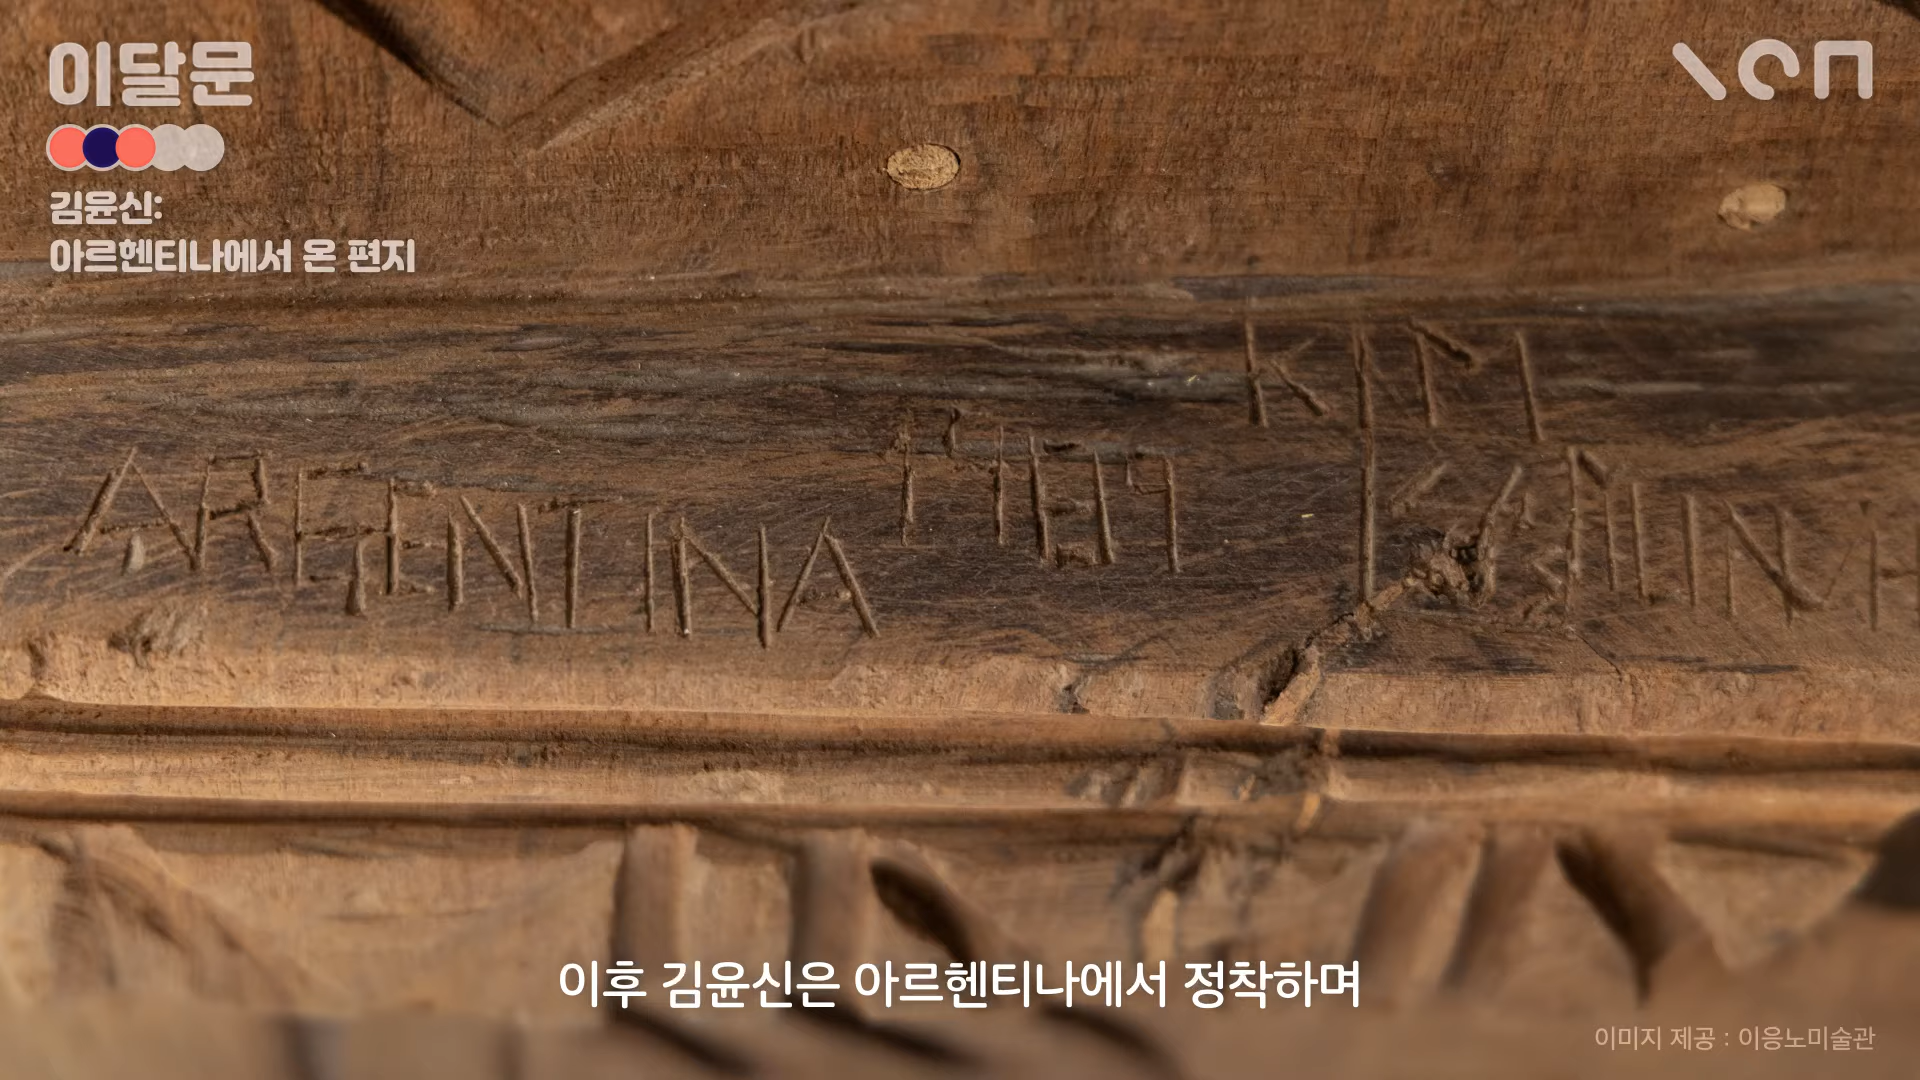 이달문
김윤신:
아르헨티나에서 온 편지
KIM
ARGENTINA 1989
이후 김윤신은 아르헨티나에서 정착하며
이미지 제공 : 이응노미술관